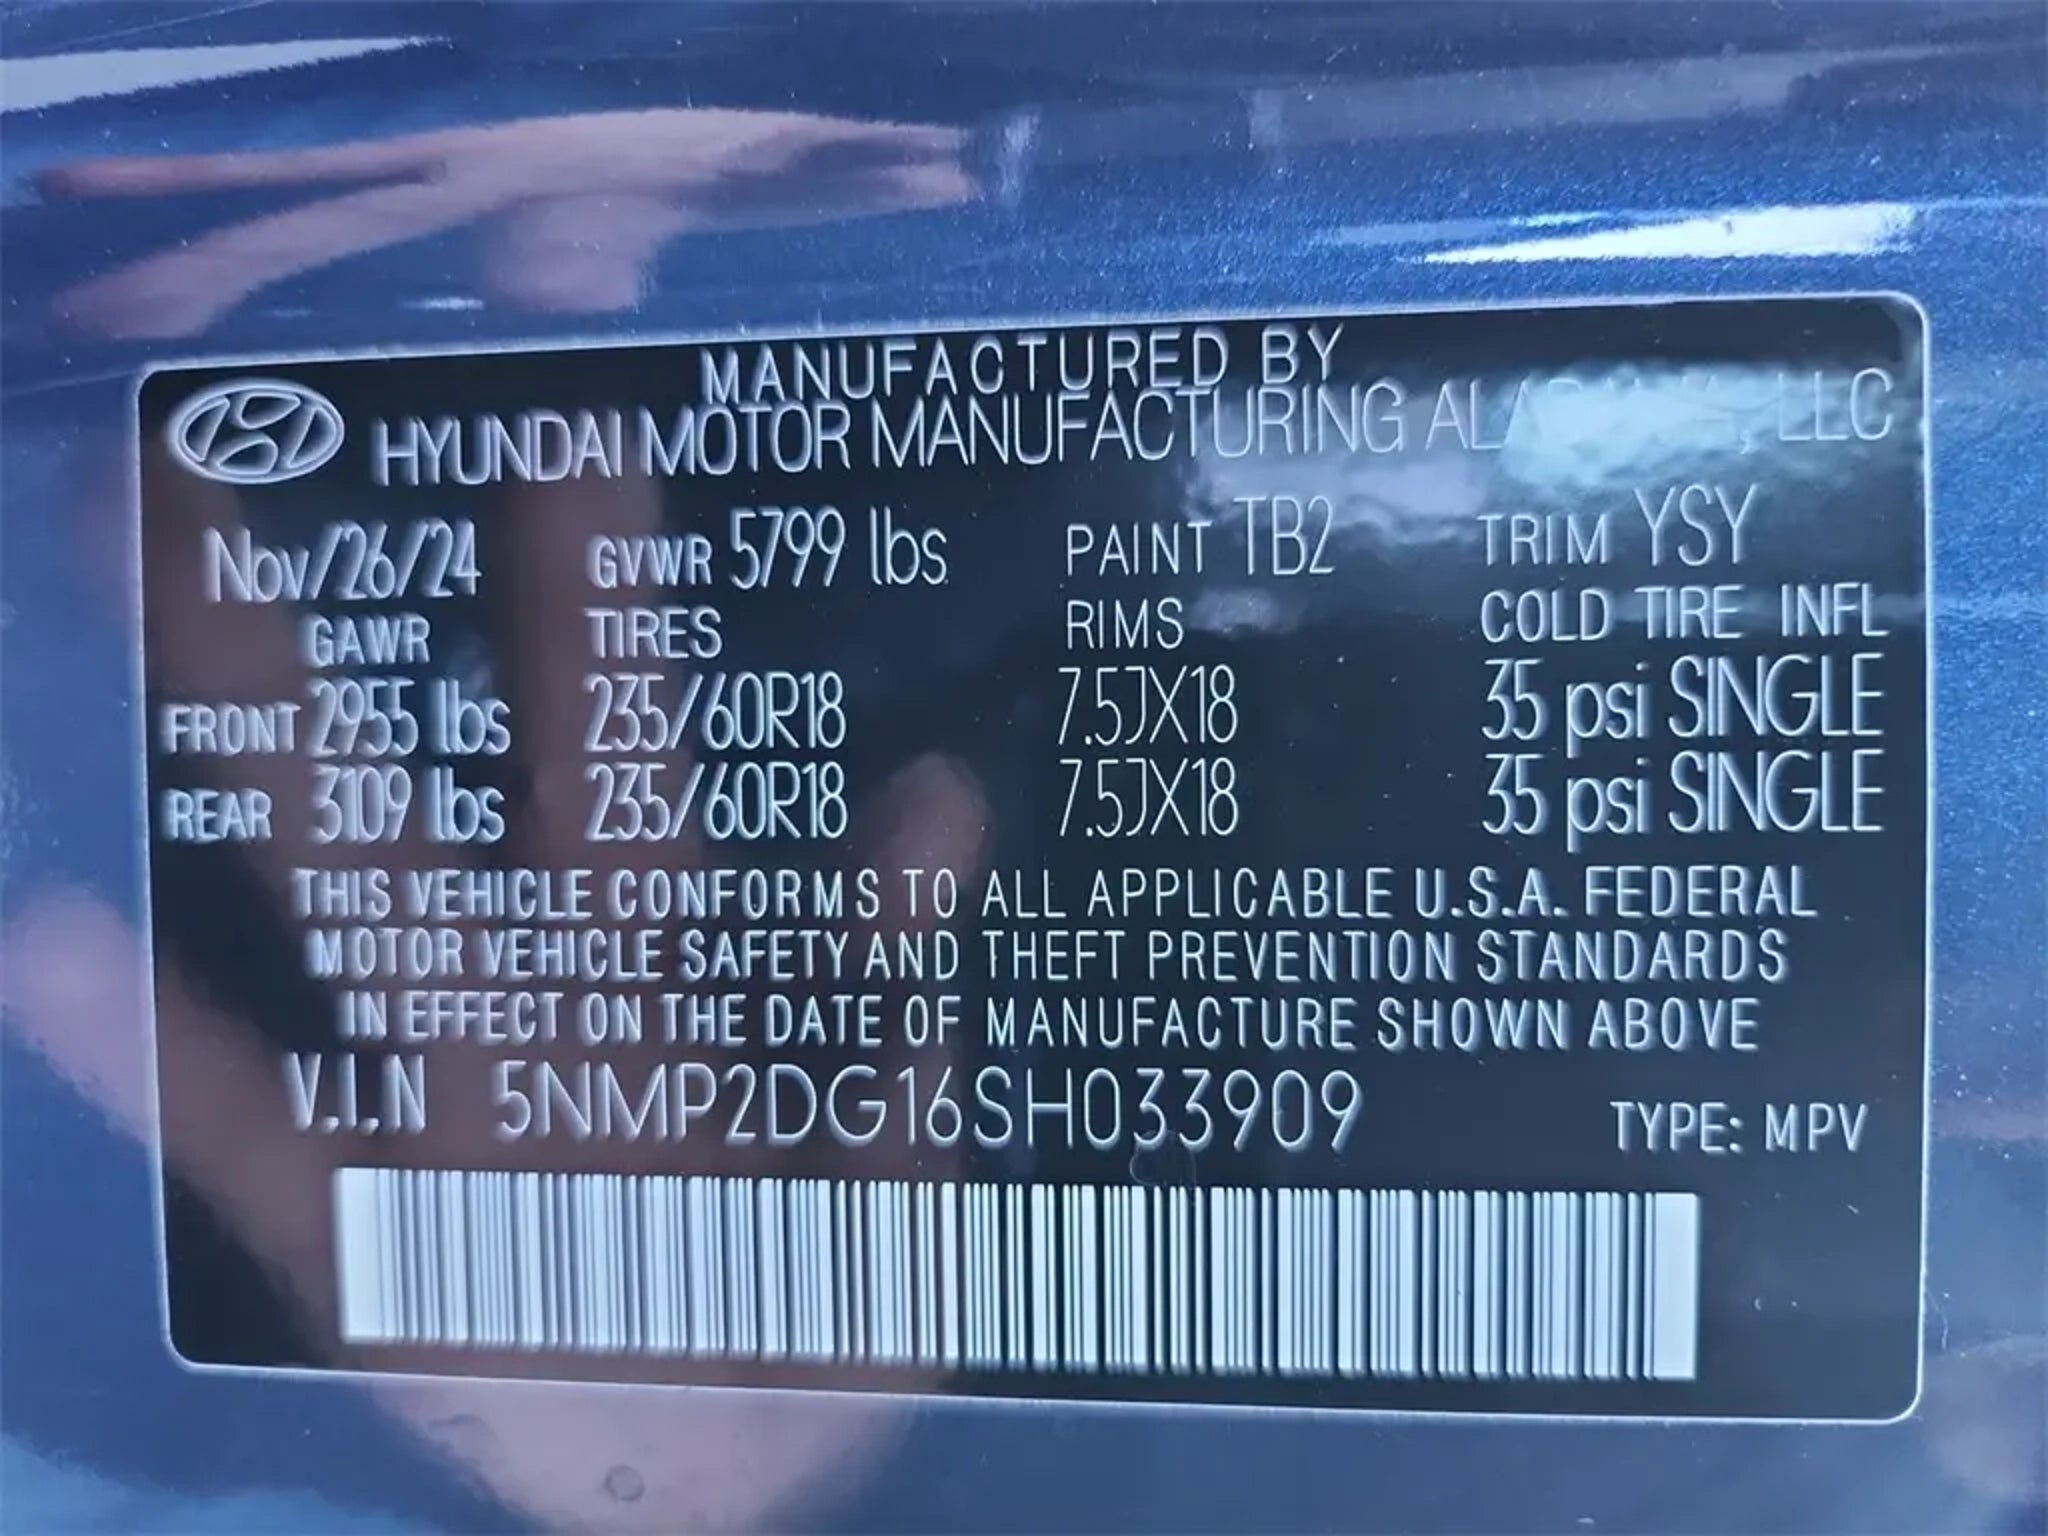 MANUFACTURED BY
HYUNDAI MOTOR MANUFACTURING ALABAMA, LLC
Nov/26/24 GVWR 5799 lbs PAINT TB2 TRIM YSY
GAWR TIRES RIMS COLD TIRE INFL
FRONT 2955 lbs 235/60R18 7.5JX18 35 psi SINGLE
REAR 3109 lbs 235/60R18 7.5JX18 35 psi SINGLE
THIS VEHICLE CONFORMS TO ALL APPLICABLE U.S.A. FEDERAL
MOTOR VEHICLE SAFETY AND THEFT PREVENTION STANDARDS
IN EFFECT ON THE DATE OF MANUFACTURE SHOWN ABOVE
V.I.N 5NMP2DG16SH033909 TYPE: MPV